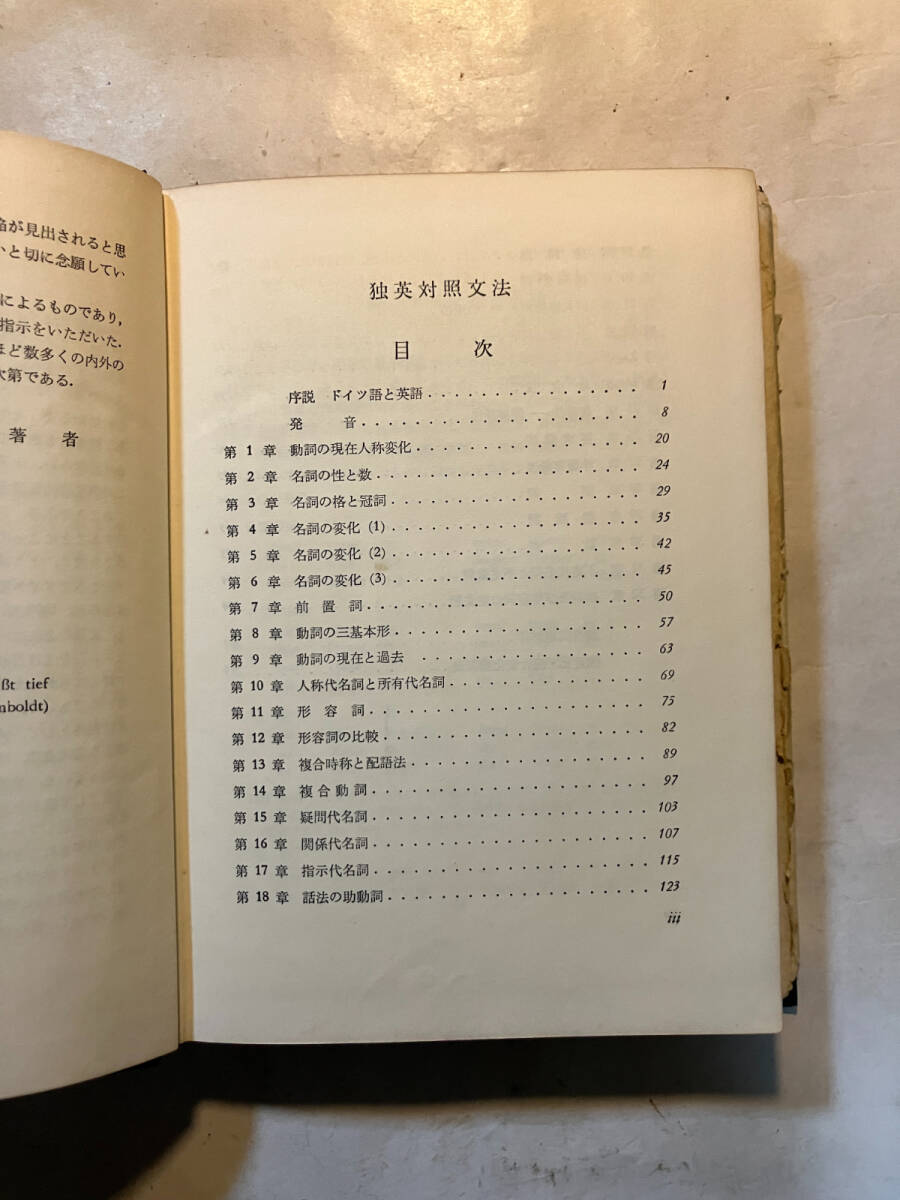 陥が見出されると思
いと切に念願してい
によるものであり,
指示をいただいた.
ほど数多くの内外の
次第である.
著 者
ßt tief
mboldt)
独英対照文法
目 次
序説 ドイツ語と英語 1
発 音 8
第 1 章 動詞の現在人称変化 20
第 2 章 名詞の性と数 24
第 3 章 名詞の格と冠詞 29
第 4 章 名詞の変化 (1) 35
第 5 章 名詞の変化 (2) 42
第 6 章 名詞の変化 (3) 45
第 7 章 前置詞 50
第 8 章 動詞の三基本形 57
第 9 章 動詞の現在と過去 63
第 10 章 人称代名詞と所有代名詞 69
第 11 章 形容詞 75
第 12 章 形容詞の比較 82
第 13 章 複合時称と配語法 89
第 14 章 複合動詞 97
第 15 章 疑問代名詞 103
第 16 章 関係代名詞 107
第 17 章 指示代名詞 115
第 18 章 話法の助動詞 123
iii